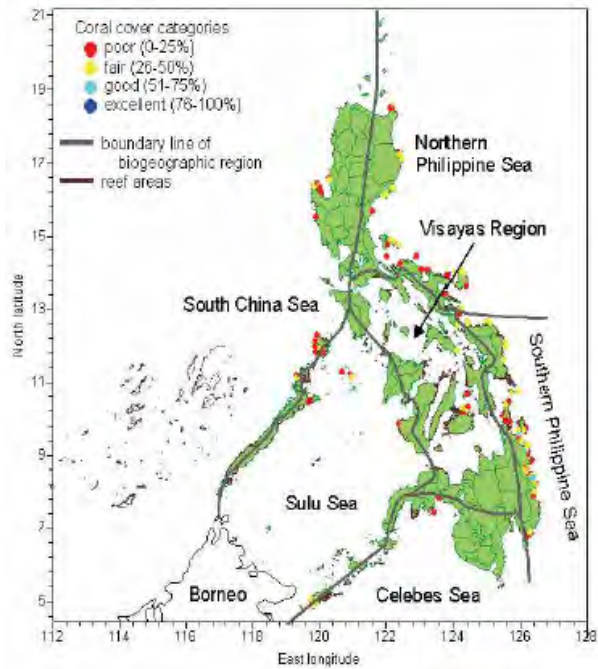 Coral cover categories
poor (0-25%)
fair (26-50%)
good (51-75%)
excellent (76-100%)
boundary line of
biogeographic region
reef areas
Northern
Philippine Sea
Visayas Region
South China Sea
Southern Philippine Sea
Sulu Sea
Borneo
Celebes Sea
North latitude
21
19
17
15
13
11
9
7
5
112
114
116
118
120
122
124
126
128
East longitude